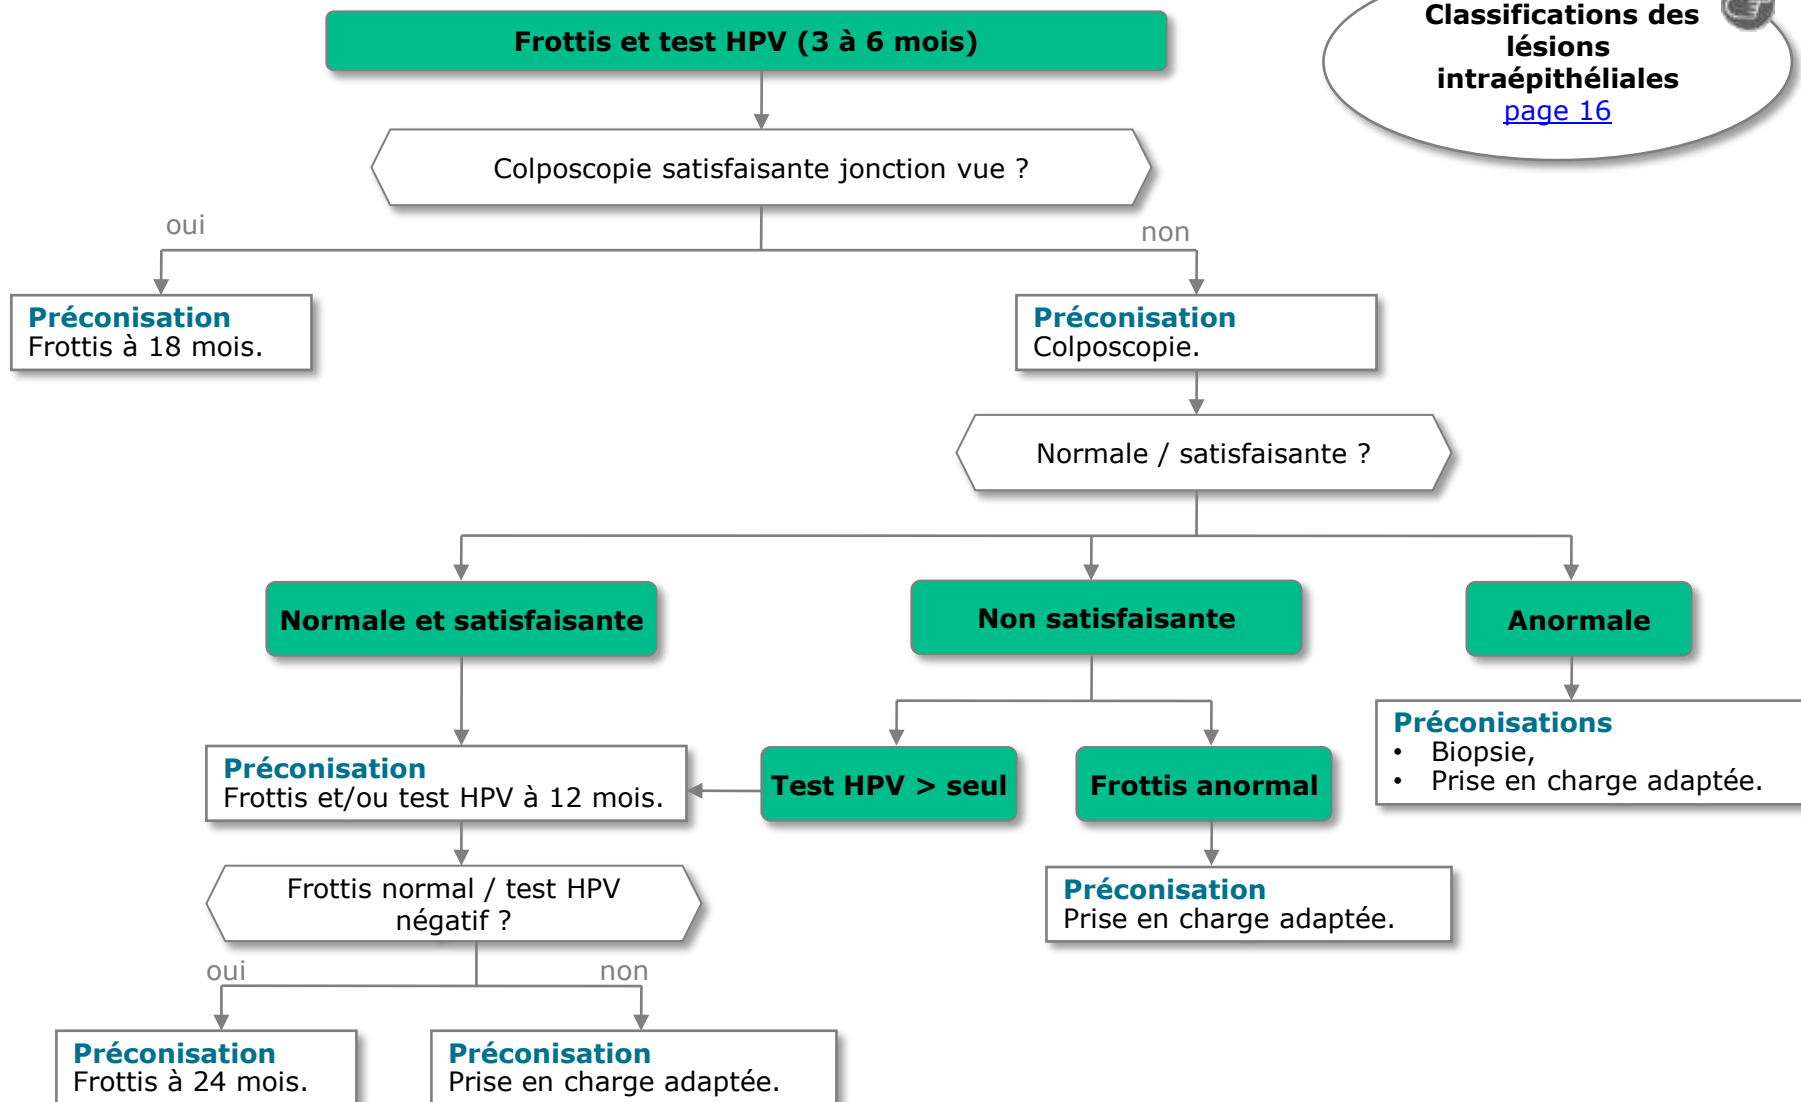 Frottis et test HPV (3 à 6 mois)
Classifications des
lésions
intraépithéliales
page 16
Colposcopie satisfaisante jonction vue ?
oui
non
Préconisation
Frottis à 18 mois.
Préconisation
Colposcopie.
Normale / satisfaisante ?
Normale et satisfaisante
Non satisfaisante
Anormale
Préconisation
Frottis et/ou test HPV à 12 mois.
Test HPV > seul
Frottis anormal
Préconisations
• Biopsie,
• Prise en charge adaptée.
Frottis normal / test HPV
négatif ?
Préconisation
Prise en charge adaptée.
oui
non
Préconisation
Frottis à 24 mois.
Préconisation
Prise en charge adaptée.